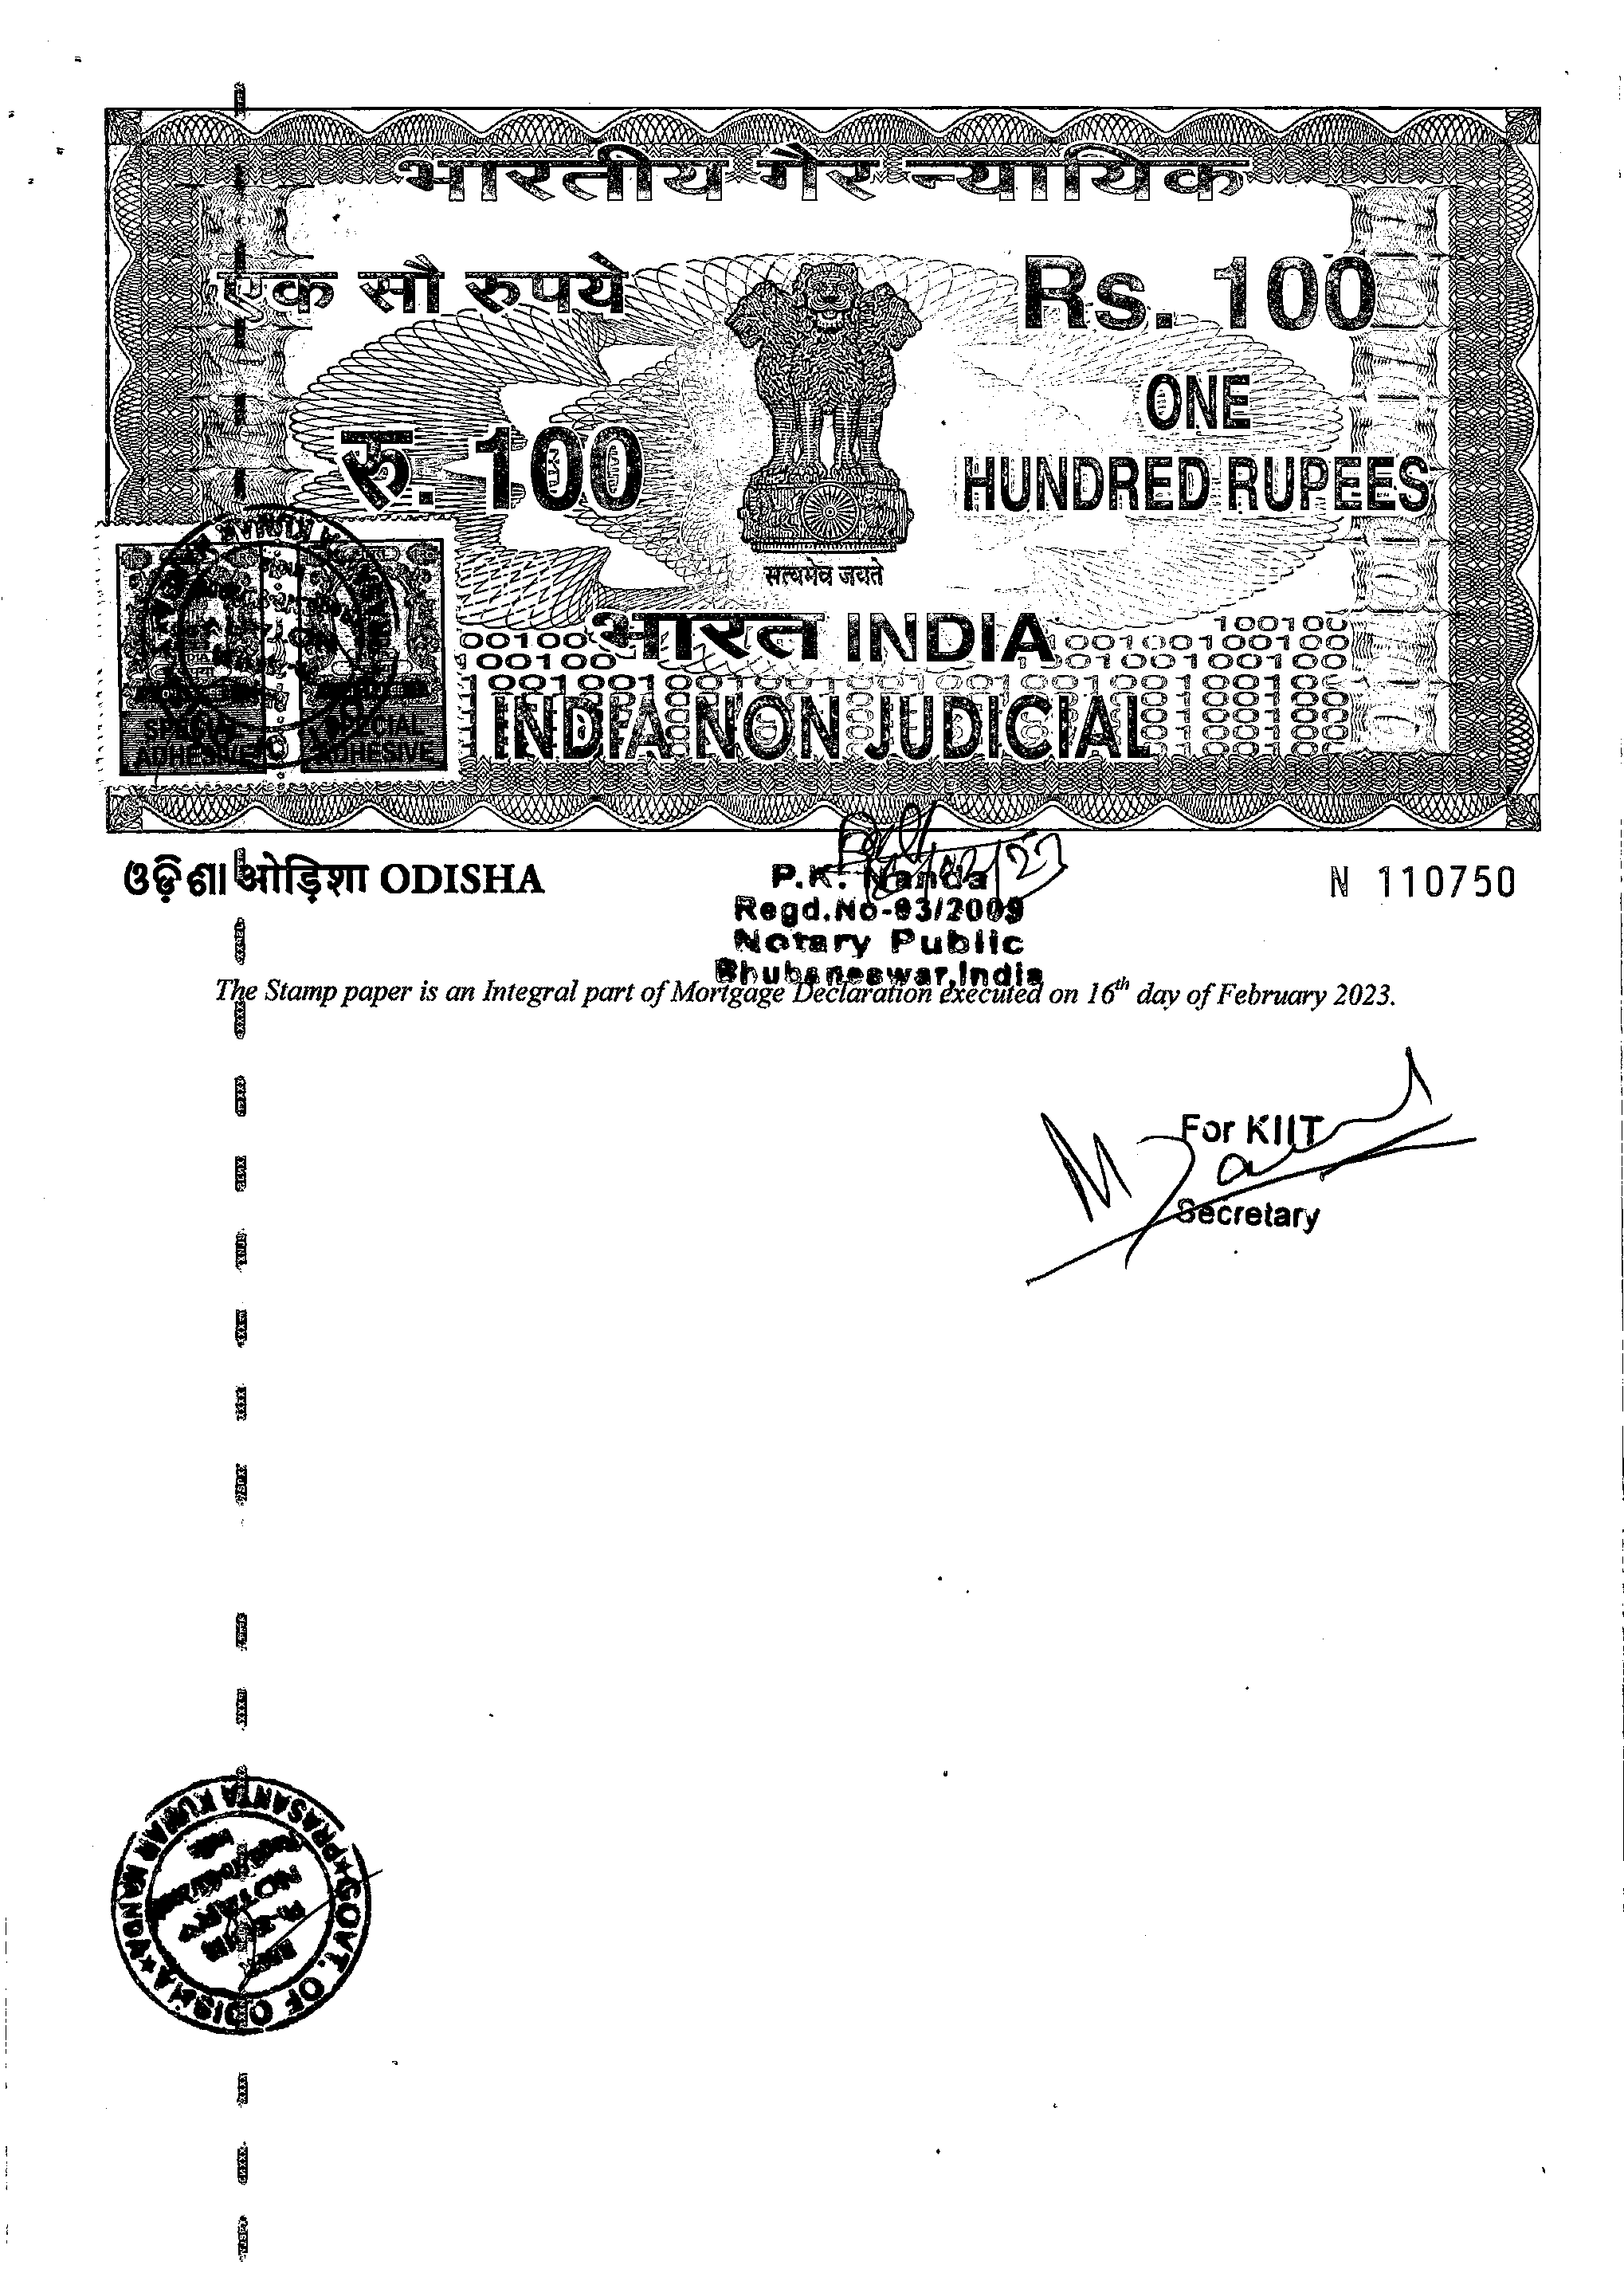 भारतीय गैर न्यायिक
एक सौ रुपये
Rs. 100
रु. 100
ONE
HUNDRED RUPEES
सत्यमेव जयते
भारत INDIA
INDIA NON JUDICIAL
SPECIAL
ADHESIVE
SPECIAL
ADHESIVE
ଓଡ଼ିଶା ओड़िशा ODISHA
N 110750
P.K. Nanda
Regd.No-93/2009
Notary Public
Bhubaneswar,India
The Stamp paper is an Integral part of Mortgage Declaration executed on 16th day of February 2023.
For KIIT
Secretary
PRASANTA KUMAR NANDA
GOVT. OF ODISHA
NOTARY